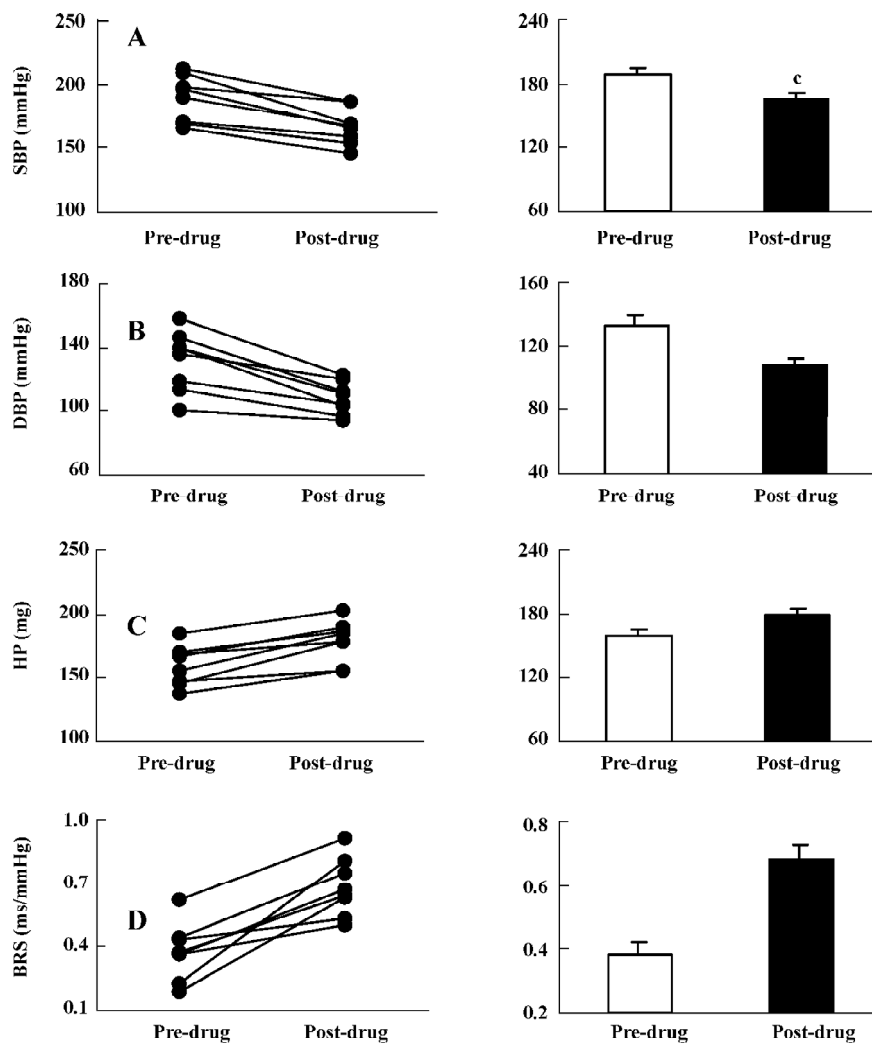 A
SBP (mmHg)
250
200
150
100
Pre-drug Post-drug
240
180
120
60
c
Pre-drug Post-drug
B
DBP (mmHg)
180
140
100
60
Pre-drug Post-drug
160
120
80
40
Pre-drug Post-drug
C
HP (mg)
250
200
150
100
Pre-drug Post-drug
240
180
120
60
Pre-drug Post-drug
D
BRS (ms/mmHg)
1.0
0.7
0.4
0.1
Pre-drug Post-drug
0.8
0.6
0.4
0.2
Pre-drug Post-drug